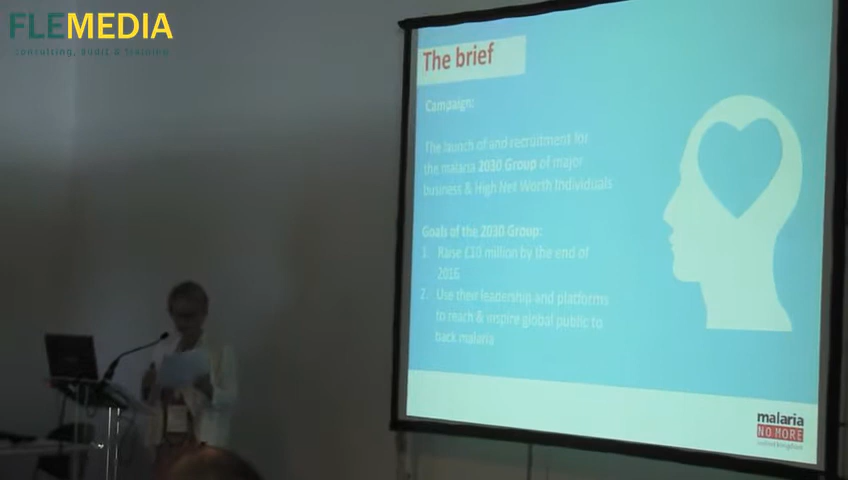 FLEMEDIA
Consulting, Audit & Training
The brief
Campaign:
The launch of and recruitment for
the malaria 2030 Group of major
business & High Net Worth Individuals
Goals of the 2030 Group:
1. Raise £10 million by the end of
2016
2. Use their leadership and platforms
to reach & inspire global public to
back malaria
malaria
NO MORE
united kingdom